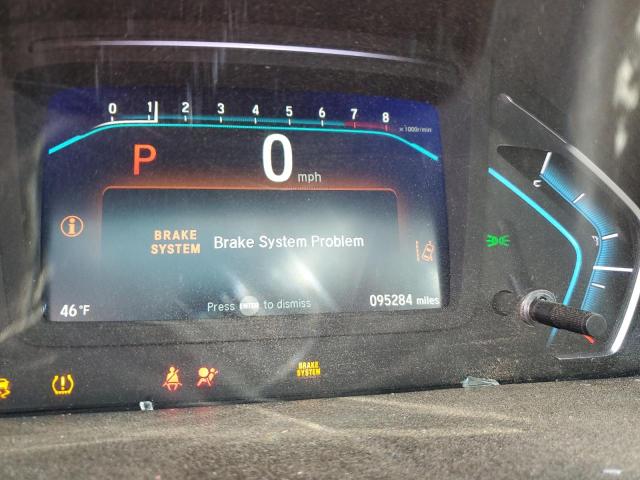 0 1 2 3 4 5 6 7 8
x1000r/min
P 0 mph
BRAKE SYSTEM Brake System Problem
46°F
Press ENTER to dismiss
095284 miles
BRAKE SYSTEM